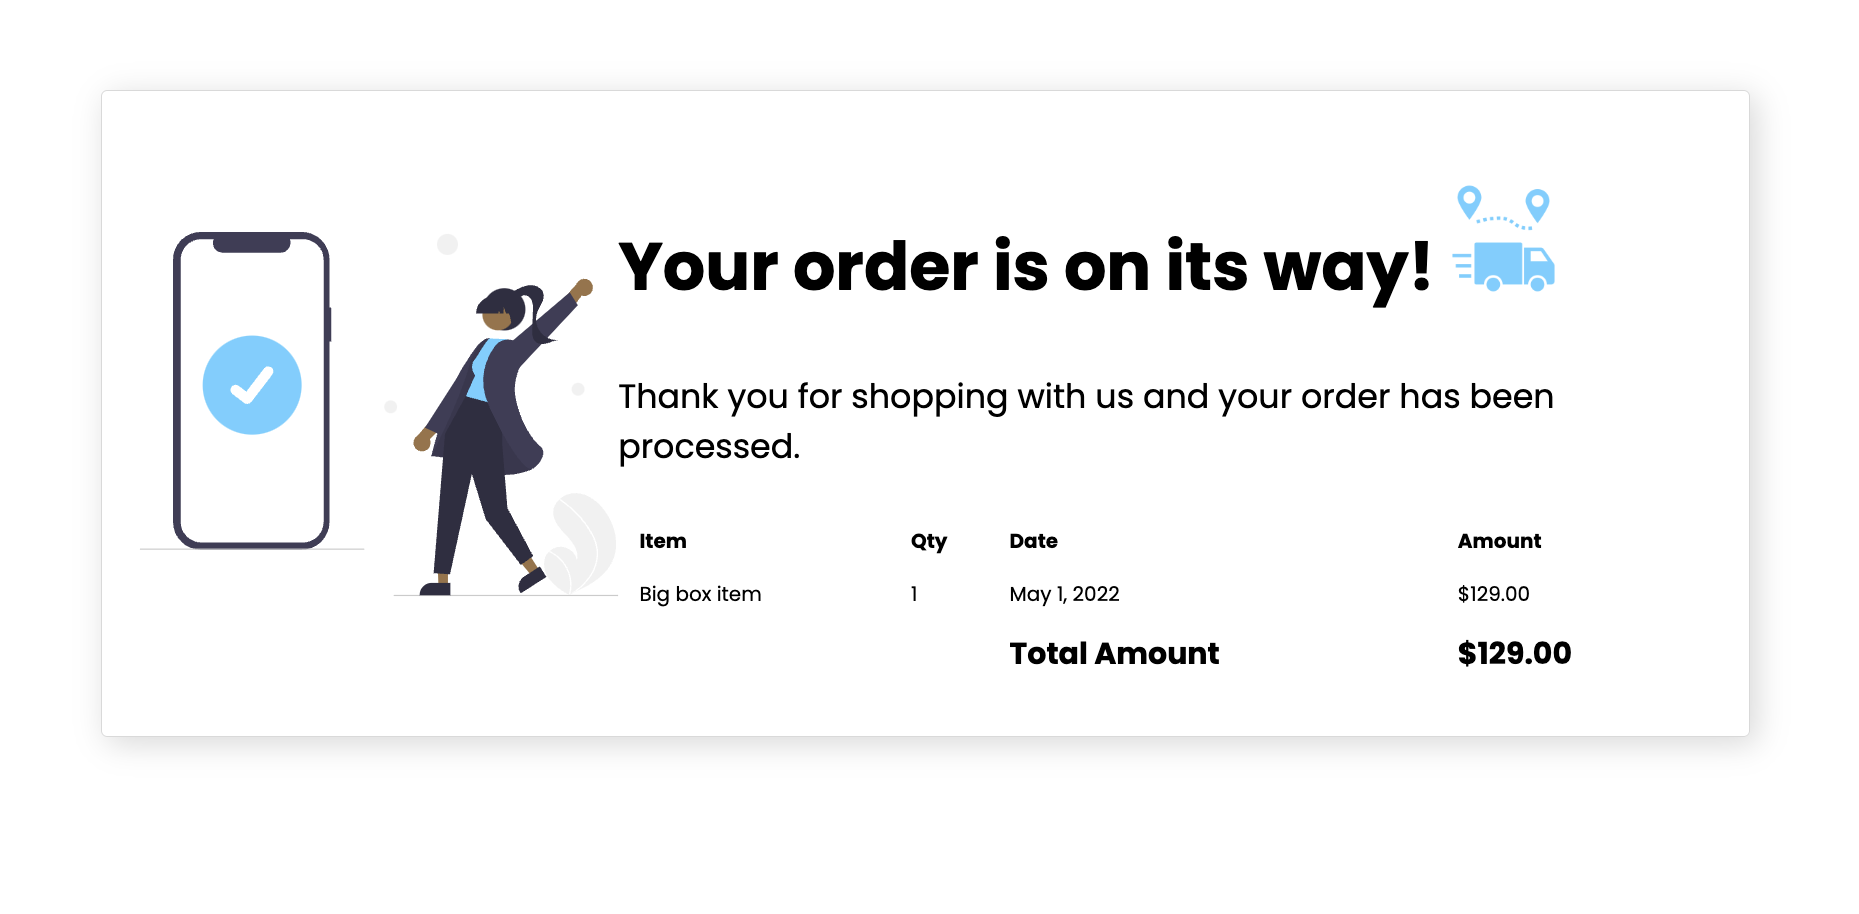 Your order is on its way!
Thank you for shopping with us and your order has been
processed.
Item Qty Date Amount
Big box item 1 May 1, 2022 $129.00
Total Amount $129.00